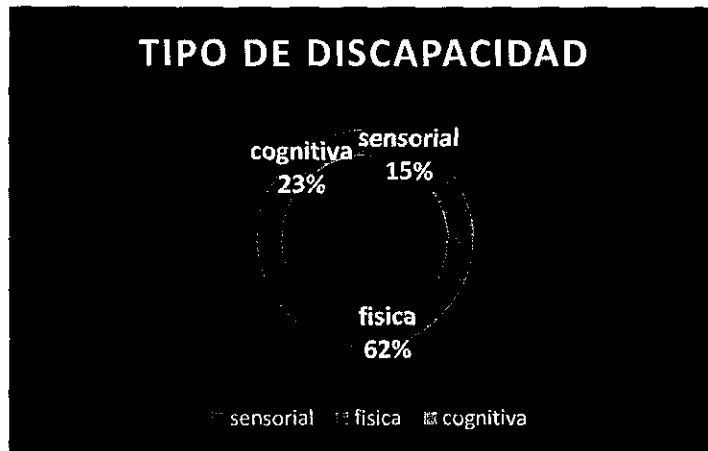 TIPO DE DISCAPACIDAD
cognitiva
23%
sensorial
15%
fisica
62%
sensorial fisica cognitiva